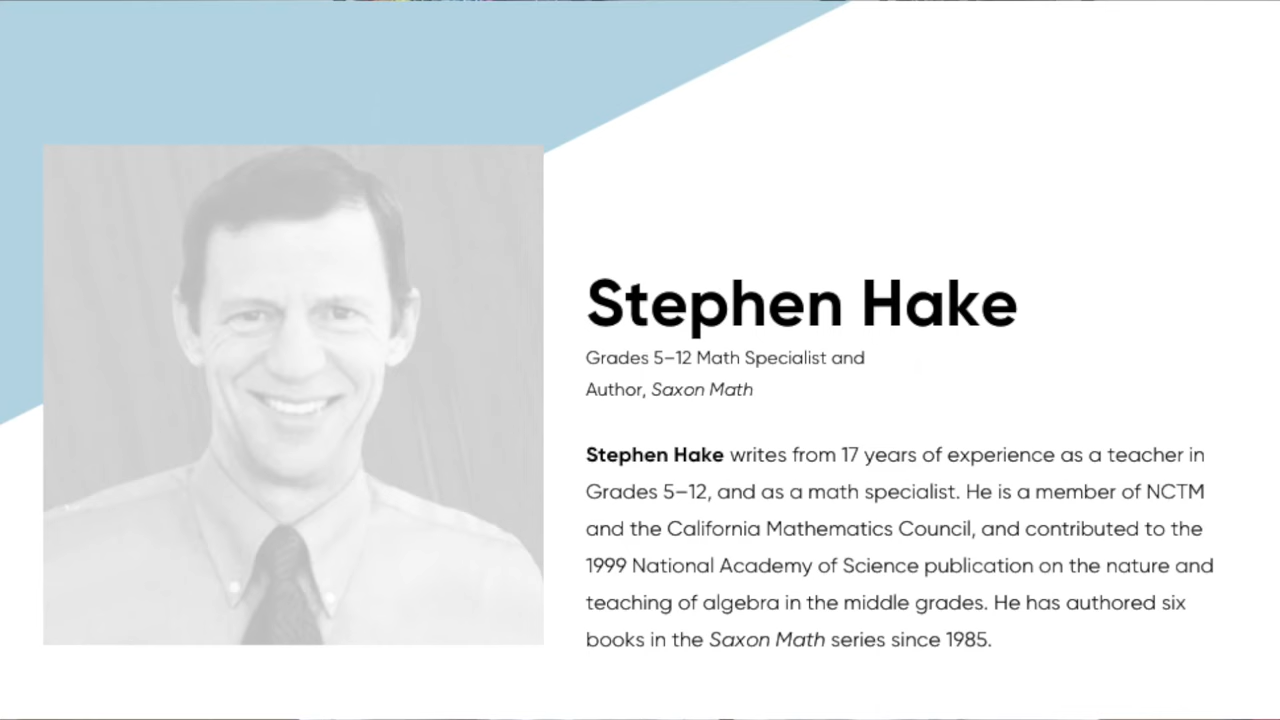 Stephen Hake
Grades 5–12 Math Specialist and
Author, Saxon Math
Stephen Hake writes from 17 years of experience as a teacher in
Grades 5–12, and as a math specialist. He is a member of NCTM
and the California Mathematics Council, and contributed to the
1999 National Academy of Science publication on the nature and
teaching of algebra in the middle grades. He has authored six
books in the Saxon Math series since 1985.